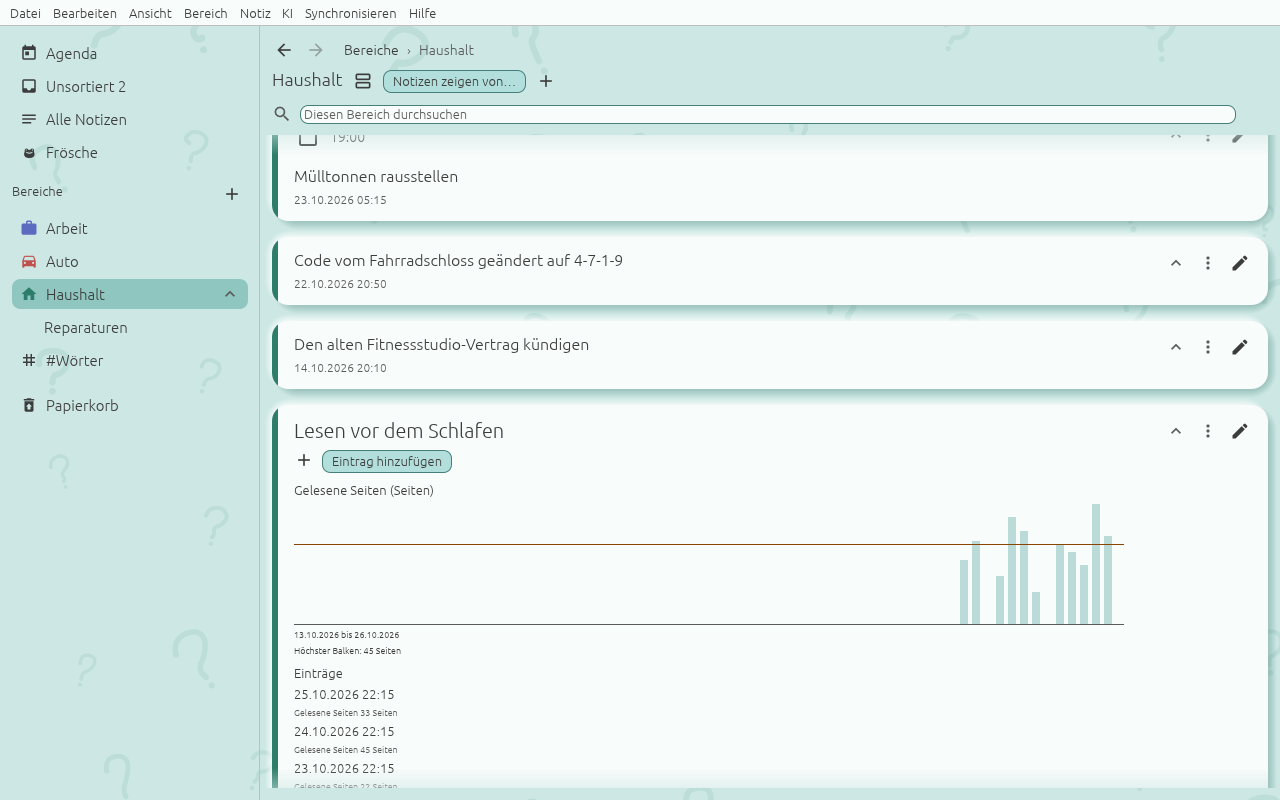 Datei Bearbeiten Ansicht Bereich Notiz KI Synchronisieren Hilfe
Agenda
Unsortiert 2
Alle Notizen
Frösche
Bereiche
Arbeit
Auto
Haushalt
Reparaturen
#Wörter
Papierkorb
Bereiche › Haushalt
Haushalt Notizen zeigen von…
Diesen Bereich durchsuchen
19:00
Mülltonnen rausstellen
23.10.2026 05:15
Code vom Fahrradschloss geändert auf 4-7-1-9
22.10.2026 20:50
Den alten Fitnessstudio-Vertrag kündigen
14.10.2026 20:10
Lesen vor dem Schlafen
Eintrag hinzufügen
Gelesene Seiten (Seiten)
13.10.2026 bis 26.10.2026
Höchster Balken: 45 Seiten
Einträge
25.10.2026 22:15
Gelesene Seiten 33 Seiten
24.10.2026 22:15
Gelesene Seiten 45 Seiten
23.10.2026 22:15
Gelesene Seiten 22 Seiten